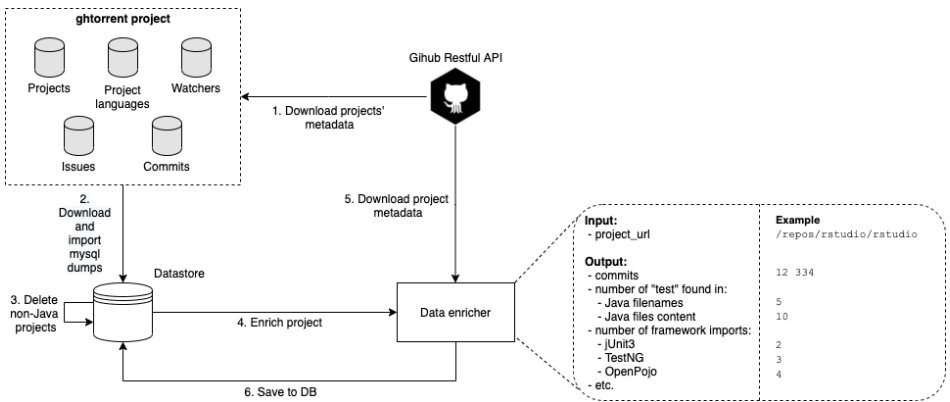 ghtorrent project
Projects
Project
languages
Watchers
Issues
Commits
Gihub Restful API
1. Download projects'
metadata
2.
Download
and
import
mysql
dumps
5. Download project
metadata
Datastore
3. Delete
non-Java
projects
4. Enrich project
Data enricher
6. Save to DB
Input:
- project_url
Output:
- commits
- number of "test" found in:
- Java filenames
- Java files content
- number of framework imports:
- jUnit3
- TestNG
- OpenPojo
- etc.
Example
/repos/rstudio/rstudio
12 334
5
10
2
3
4